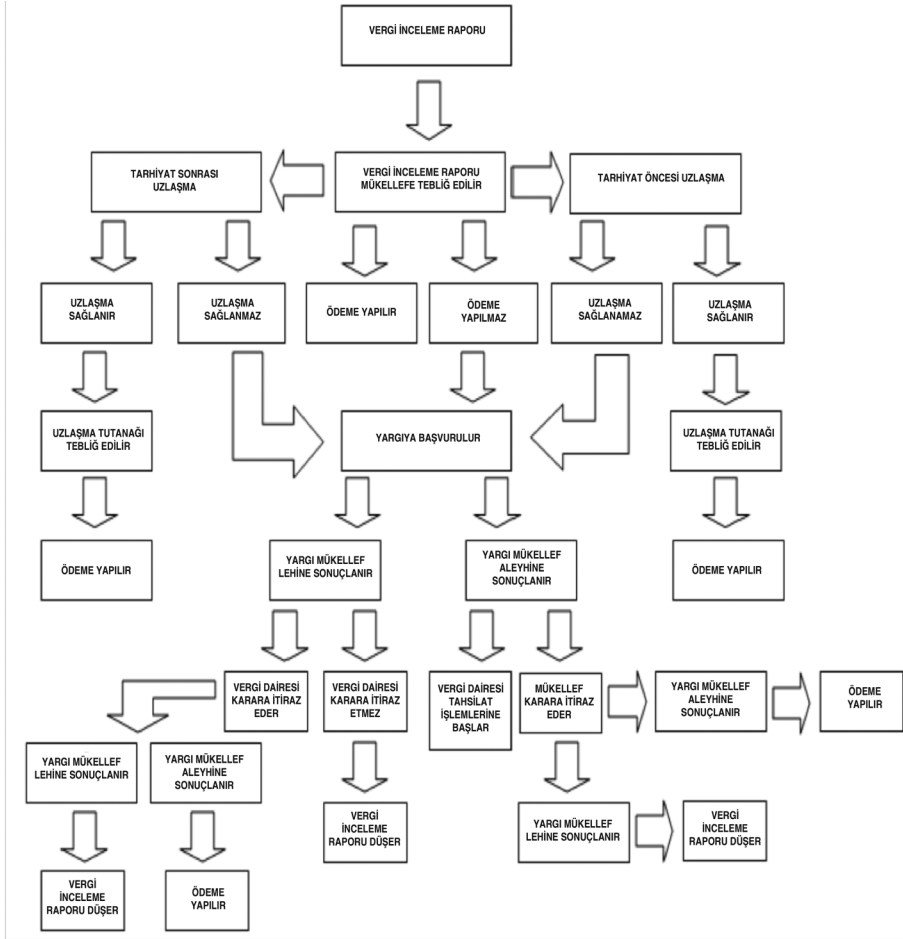 VERGİ İNCELEME RAPORU
TARHİYAT SONRASI
UZLAŞMA
VERGİ İNCELEME RAPORU
MÜKELLEFE TEBLİĞ EDİLİR
TARHİYAT ÖNCESİ UZLAŞMA
UZLAŞMA
SAĞLANIR
UZLAŞMA
SAĞLANMAZ
ÖDEME YAPILIR
ÖDEME
YAPILMAZ
UZLAŞMA
SAĞLANAMAZ
UZLAŞMA
SAĞLANIR
UZLAŞMA TUTANAĞI
TEBLİĞ EDİLİR
YARGIYA BAŞVURULUR
UZLAŞMA TUTANAĞI
TEBLİĞ EDİLİR
ÖDEME YAPILIR
YARGI MÜKELLEF
LEHİNE SONUÇLANIR
YARGI MÜKELLEF
ALEYHİNE
SONUÇLANIR
ÖDEME YAPILIR
VERGİ DAİRESİ
KARARA İTİRAZ
EDER
VERGİ DAİRESİ
KARARA İTİRAZ
ETMEZ
VERGİ DAİRESİ
TAHSİLAT
İŞLEMLERİNE
BAŞLAR
MÜKELLEF
KARARA İTİRAZ
EDER
YARGI MÜKELLEF
ALEYHİNE
SONUÇLANIR
ÖDEME
YAPILIR
YARGI MÜKELLEF
LEHİNE SONUÇLANIR
YARGI MÜKELLEF
ALEYHİNE
SONUÇLANIR
VERGİ
İNCELEME
RAPORU DÜŞER
YARGI MÜKELLEF
LEHİNE SONUÇLANIR
VERGİ
İNCELEME
RAPORU DÜŞER
VERGİ
İNCELEME
RAPORU DÜŞER
ÖDEME
YAPILIR